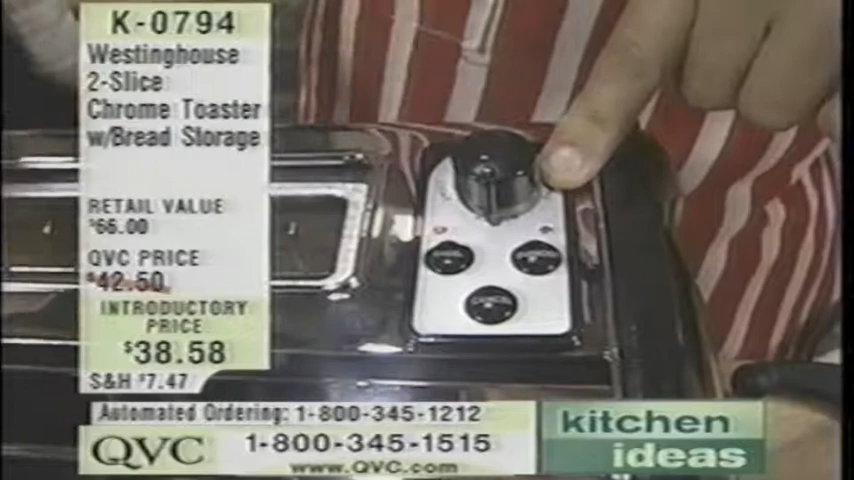 K-0794
Westinghouse
2-Slice
Chrome Toaster
w/Bread Storage
RETAIL VALUE
$66.00
QVC PRICE
$42.50
INTRODUCTORY
PRICE
$38.58
S&H $7.47
Automated Ordering: 1-800-345-1212
QVC 1-800-345-1515
www.QVC.com
kitchen
ideas